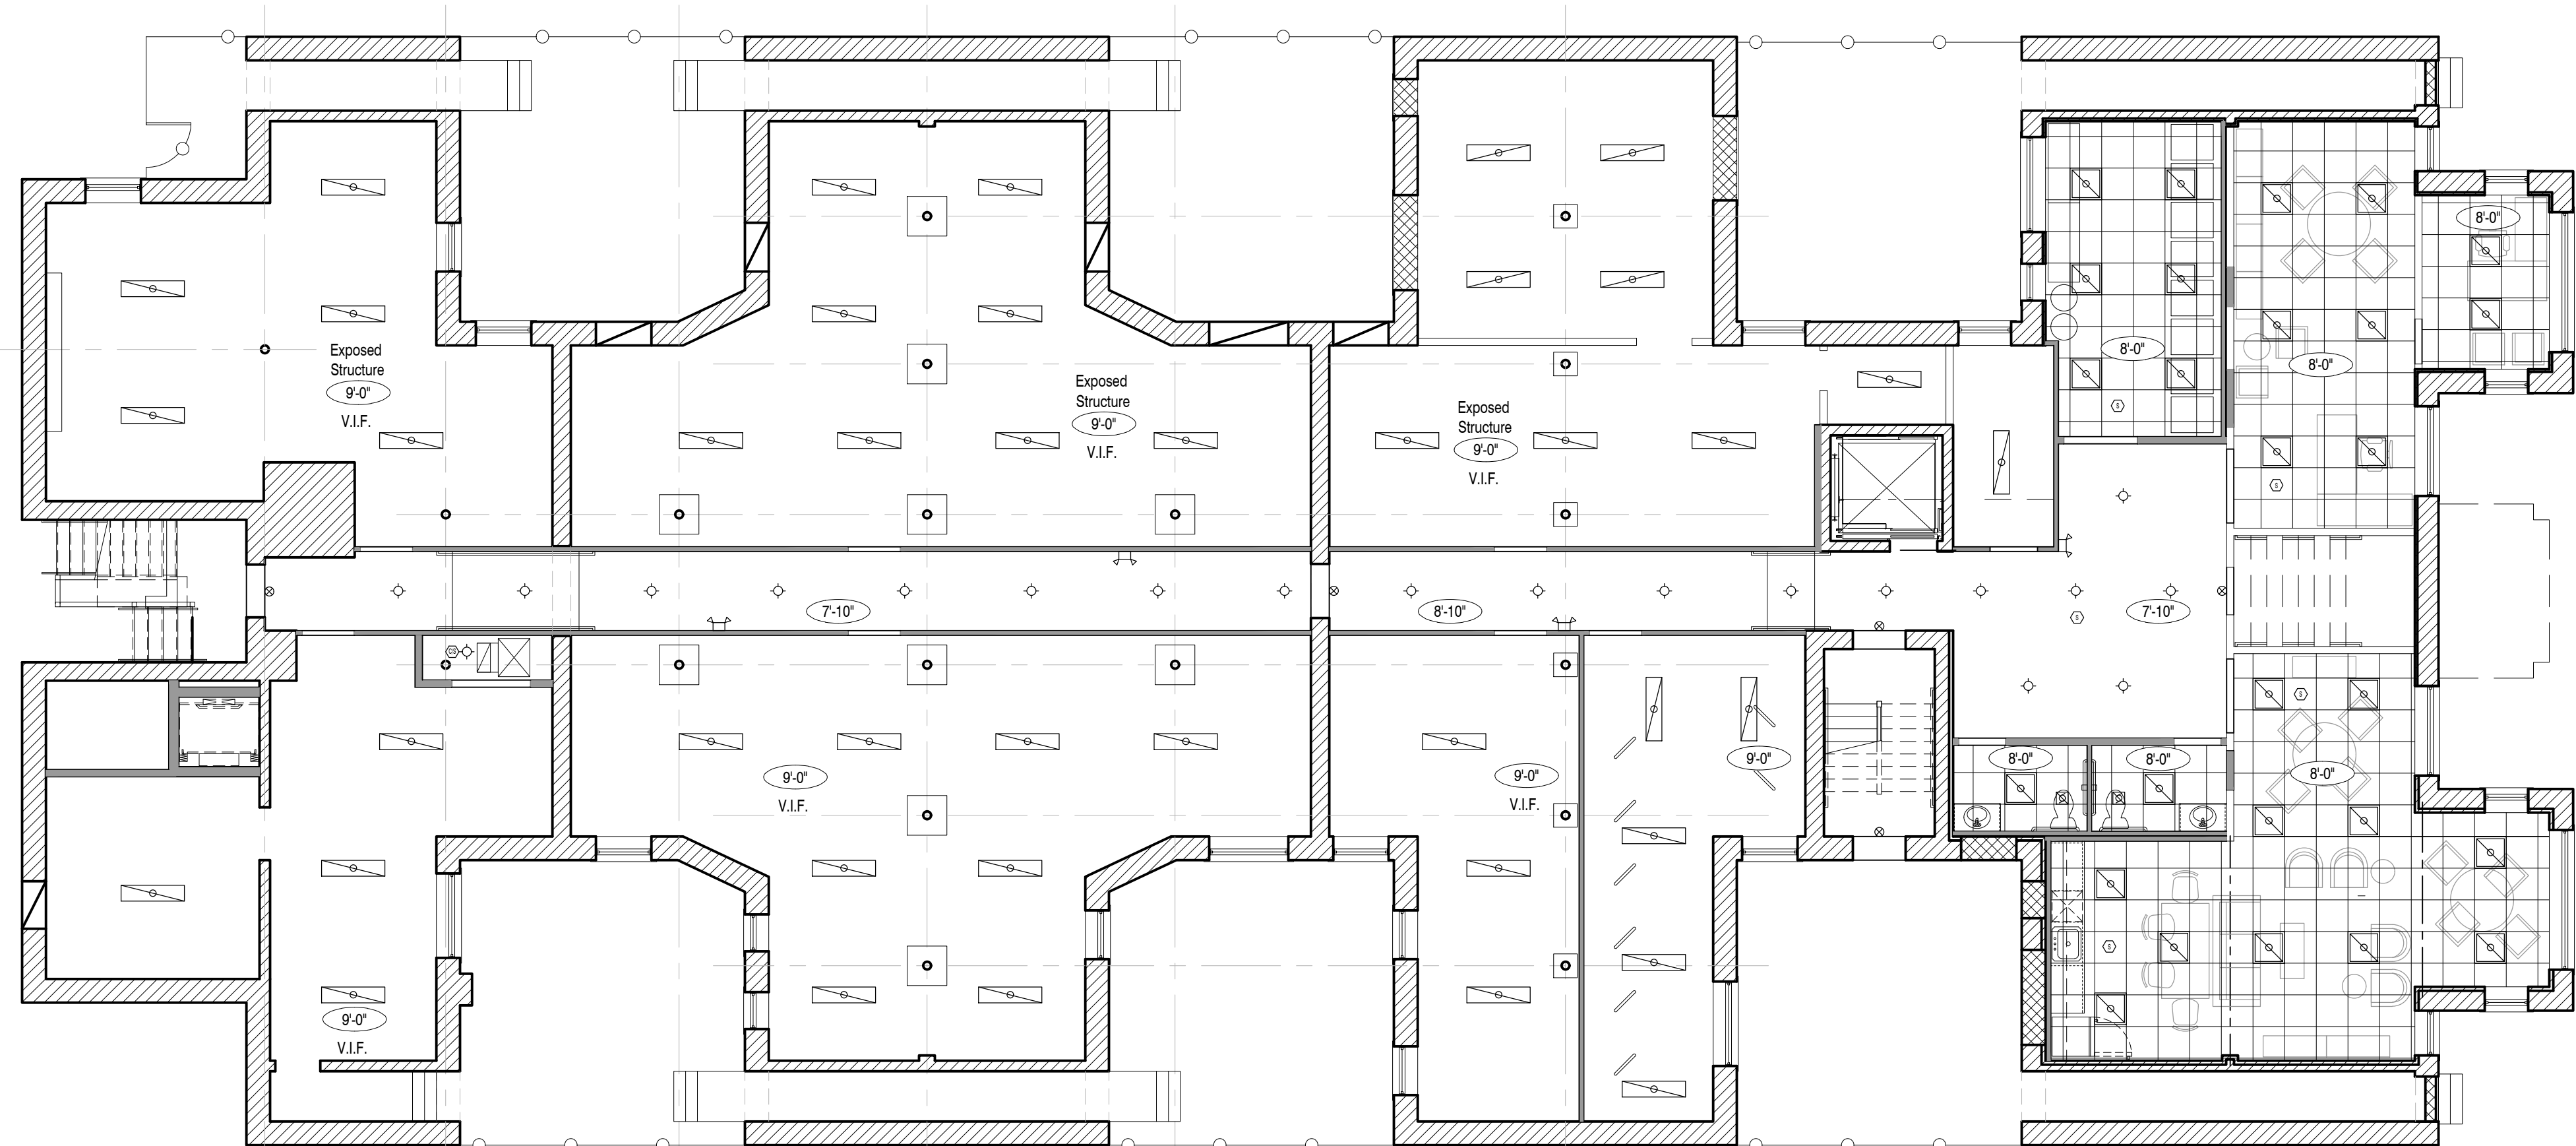 8'-0"
Exposed
Structure
9'-0"
V.I.F.
Exposed
Structure
9'-0"
V.I.F.
Exposed
Structure
9'-0"
V.I.F.
8'-0"
8'-0"
S
S
7'-10"
8'-10"
7'-10"
S
C/S
S
9'-0"
V.I.F.
9'-0"
V.I.F.
9'-0"
8'-0"
8'-0"
8'-0"
S
9'-0"
V.I.F.